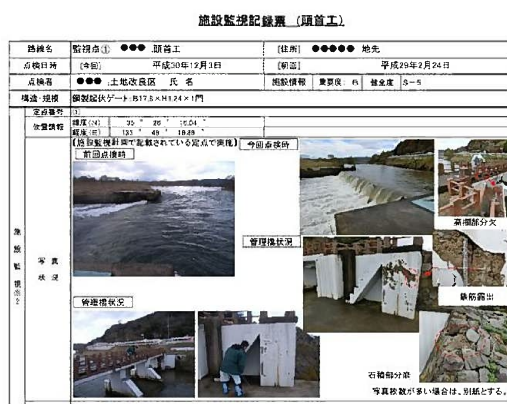 施設監視記録票（頭首工）
路線名 監視点① ●●●.頭首工 [住所] ●●●●● 地先
点検日時 [今回] 平成30年12月3日 [前回] 平成29年2月24日
点検者 ●●●.土地改良区 氏 名 施設情報 重要度: B 健全度 S-5
構造・規模 鋼製起伏ゲート:B17.5×H1.24×1門
定点番号 ①
位置情報 緯度(N) 35 ° 26 '
経度(E) 133 ° 49 '
【施設監視計画で記載されている定点で実施】
前回点検時
今回点検時
高欄部分欠
管理橋状況
鉄筋露出
管理橋状況
石積部分崩
写真枚数が多い場合は、別紙とする。
施設監視※2
写真状況